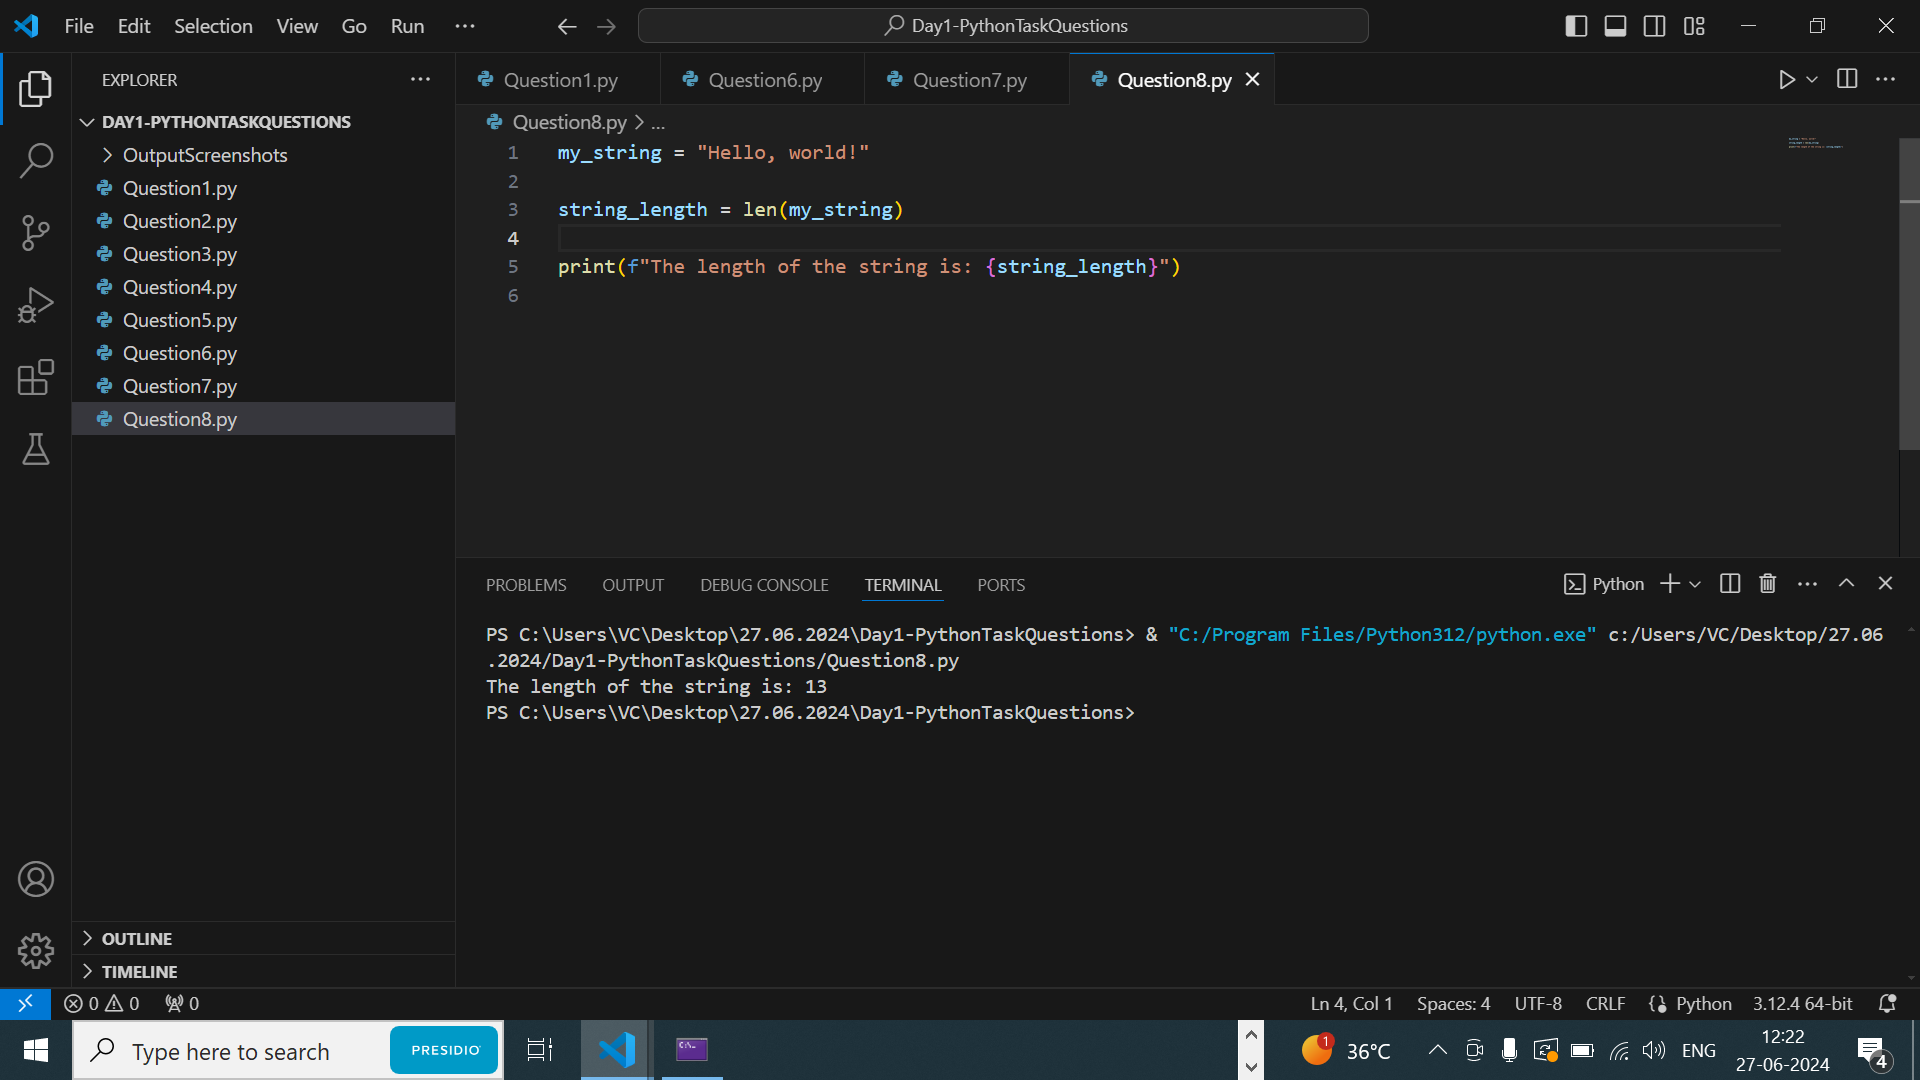 File Edit Selection View Go Run ···
Day1-PythonTaskQuestions
EXPLORER
DAY1-PYTHONTASKQUESTIONS
OutputScreenshots
Question1.py
Question2.py
Question3.py
Question4.py
Question5.py
Question6.py
Question7.py
Question8.py
OUTLINE
TIMELINE
Question1.py Question6.py Question7.py Question8.py
Question8.py > ...
1 my_string = "Hello, world!"
2
3 string_length = len(my_string)
4
5 print(f"The length of the string is: {string_length}")
6
PROBLEMS OUTPUT DEBUG CONSOLE TERMINAL PORTS
Python
PS C:\Users\VC\Desktop\27.06.2024\Day1-PythonTaskQuestions> & "C:/Program Files/Python312/python.exe" c:/Users/VC/Desktop/27.06
.2024/Day1-PythonTaskQuestions/Question8.py
The length of the string is: 13
PS C:\Users\VC\Desktop\27.06.2024\Day1-PythonTaskQuestions>
0 0 0
Ln 4, Col 1 Spaces: 4 UTF-8 CRLF Python 3.12.4 64-bit
Type here to search
PRESIDIO
C:\_
1 36°C
ENG
12:22
27-06-2024
4